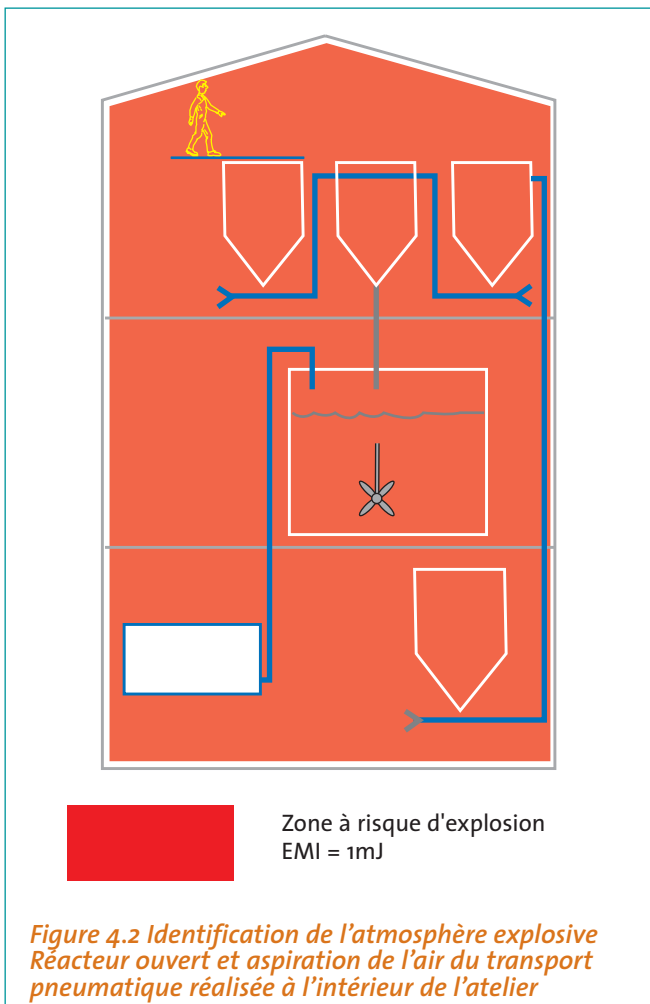 Zone à risque d'explosion
EMI = 1mJ
Figure 4.2 Identification de l’atmosphère explosive
Réacteur ouvert et aspiration de l’air du transport
pneumatique réalisée à l’intérieur de l’atelier